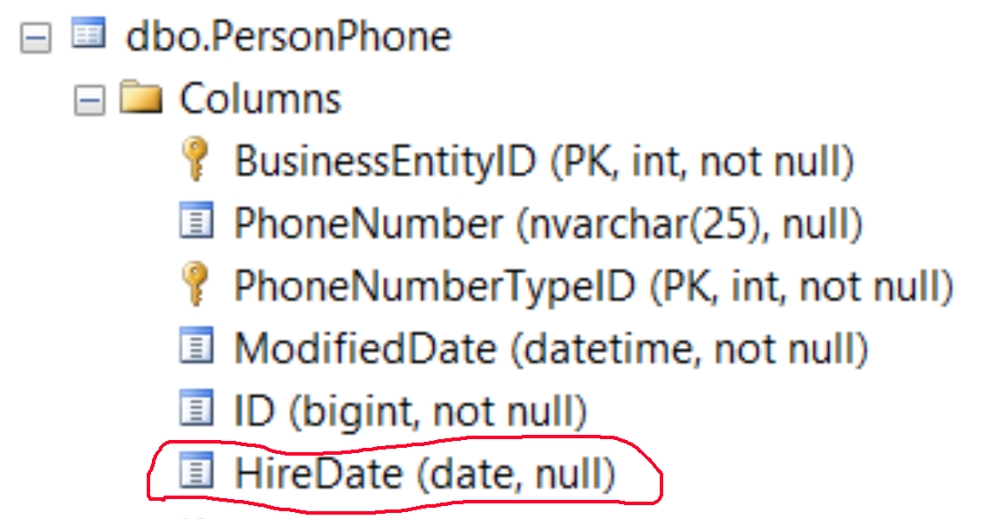 dbo.PersonPhone
Columns
BusinessEntityID (PK, int, not null)
PhoneNumber (nvarchar(25), null)
PhoneNumberTypeID (PK, int, not null)
ModifiedDate (datetime, not null)
ID (bigint, not null)
HireDate (date, null)